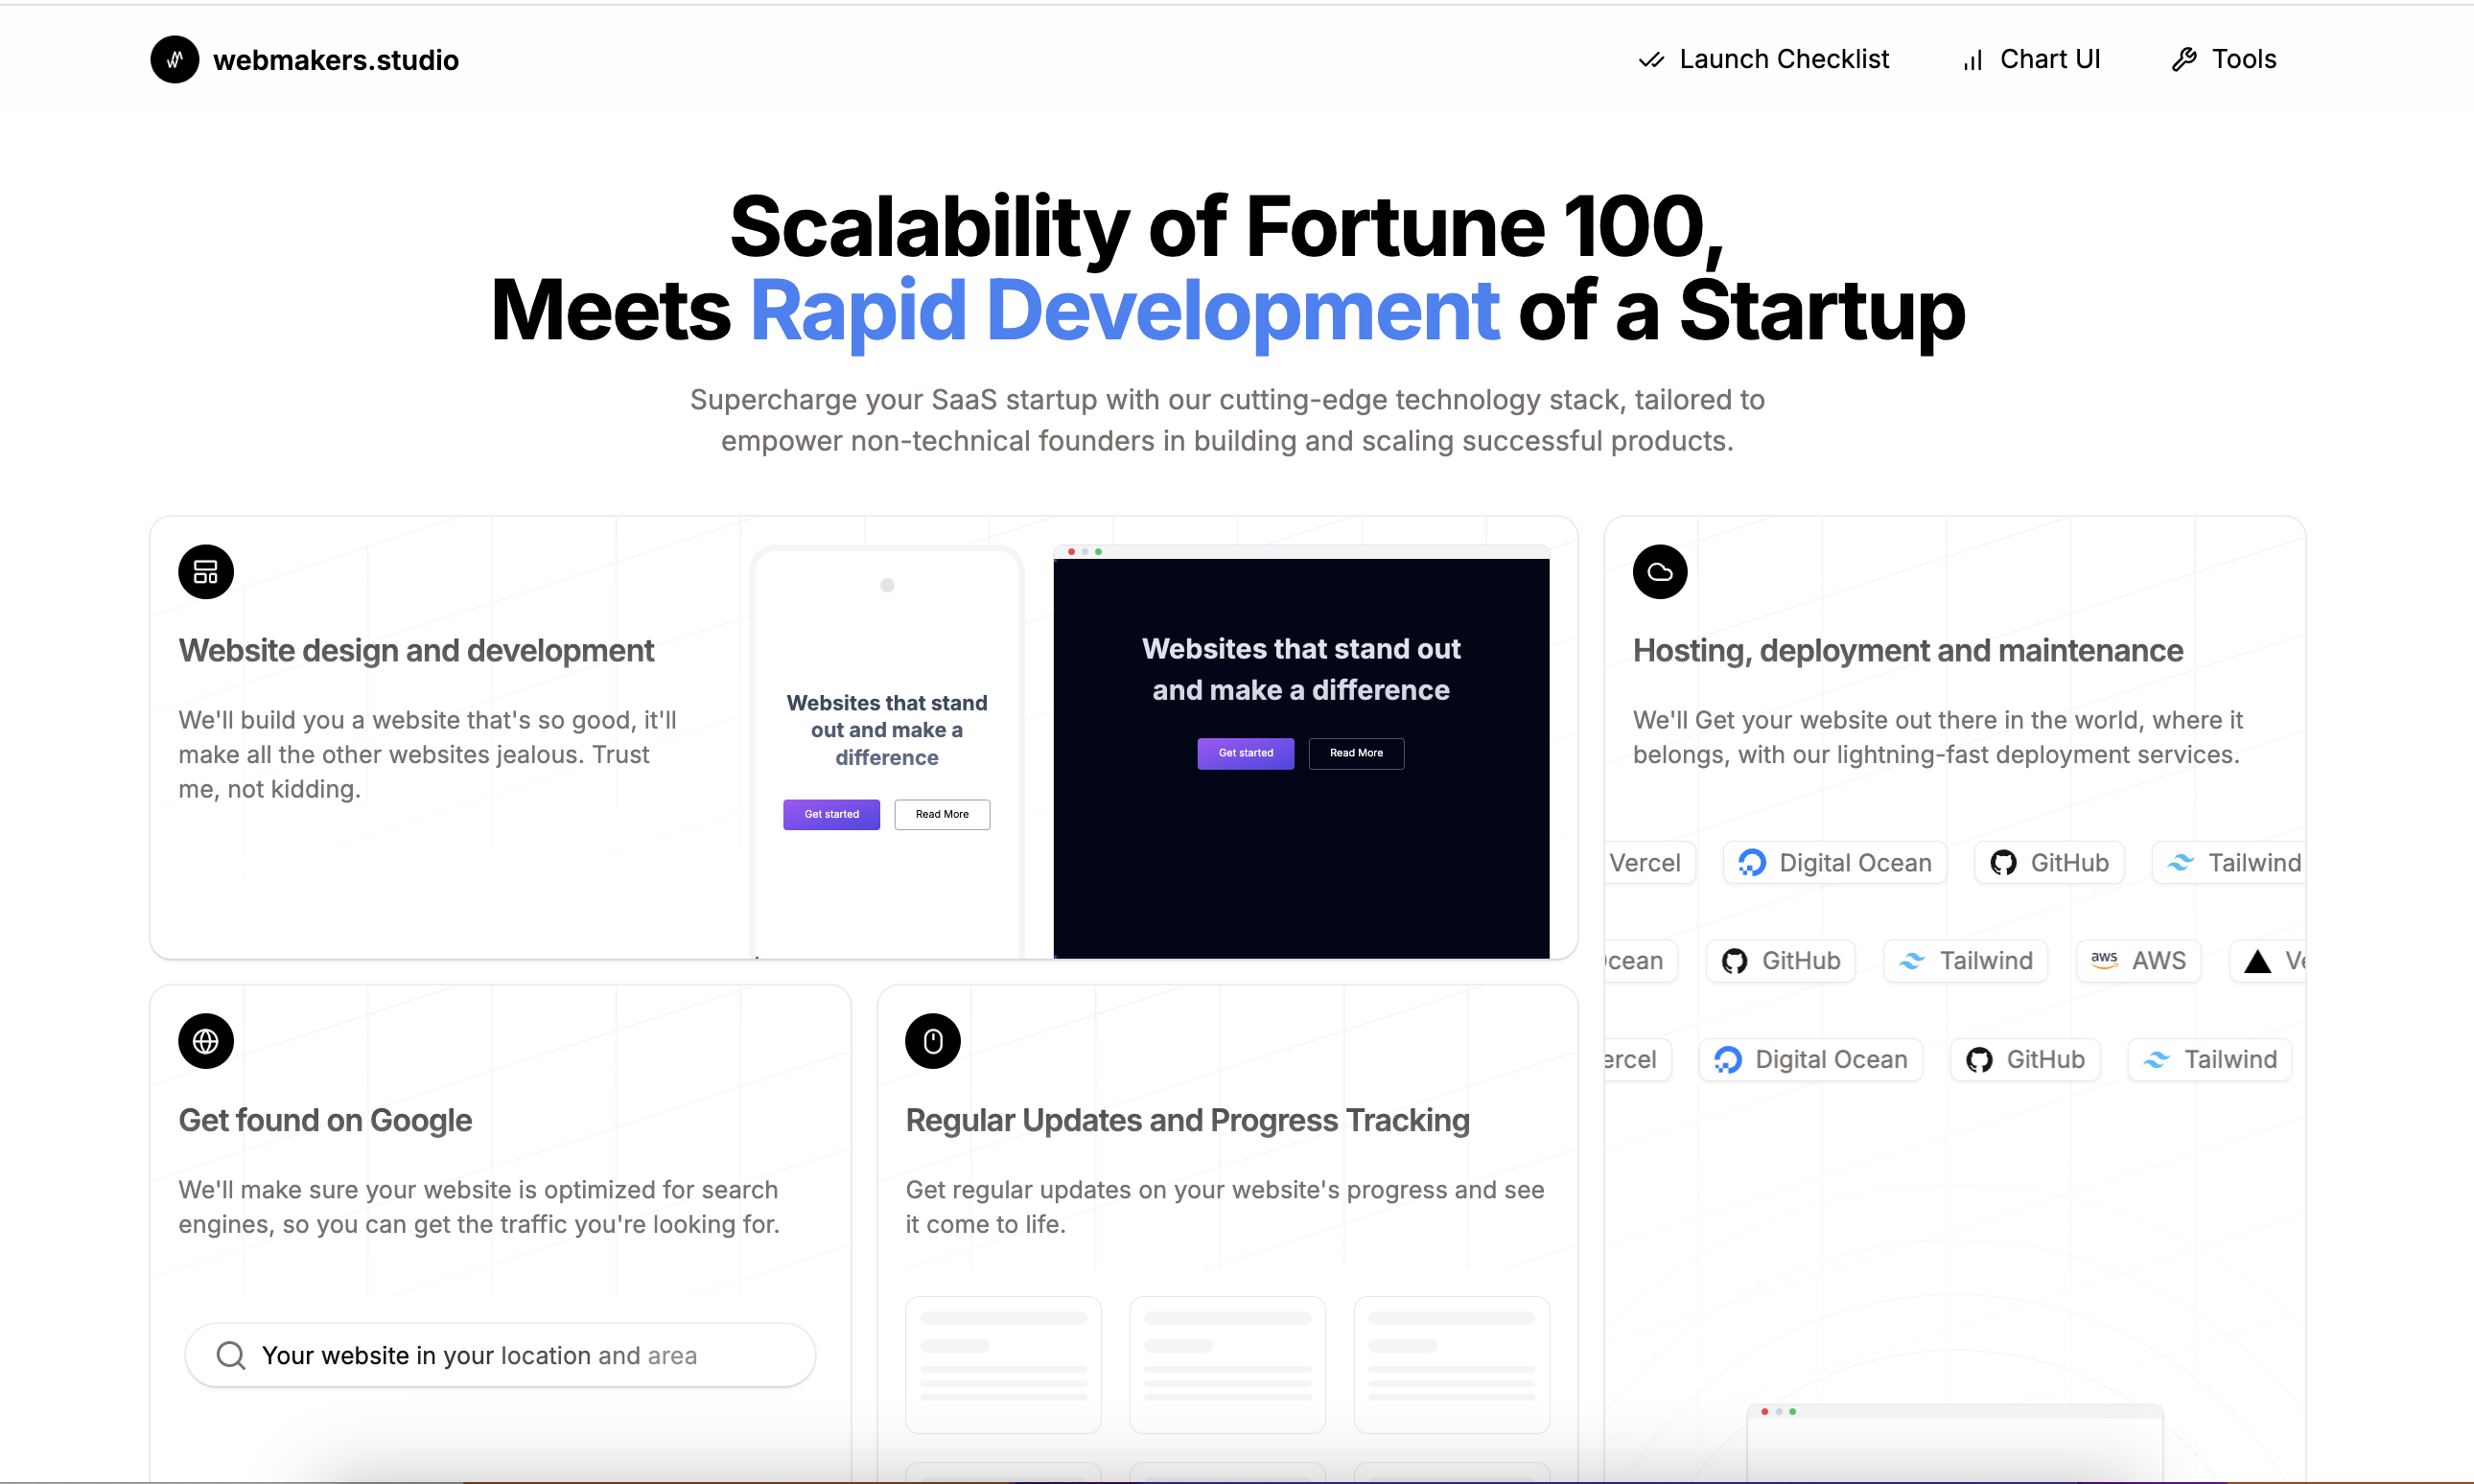 webmakers.studio
Launch Checklist
Chart UI
Tools
Scalability of Fortune 100,
Meets Rapid Development of a Startup
Supercharge your SaaS startup with our cutting-edge technology stack, tailored to
empower non-technical founders in building and scaling successful products.
Website design and development
We'll build you a website that's so good, it'll
make all the other websites jealous. Trust
me, not kidding.
Websites that stand
out and make a
difference
Get started
Read More
Websites that stand out
and make a difference
Get started
Read More
Hosting, deployment and maintenance
We'll Get your website out there in the world, where it
belongs, with our lightning-fast deployment services.
Vercel
Digital Ocean
GitHub
Tailwind
GitHub
Tailwind
aws AWS
Digital Ocean
GitHub
Tailwind
Get found on Google
We'll make sure your website is optimized for search
engines, so you can get the traffic you're looking for.
Your website in your location and area
Regular Updates and Progress Tracking
Get regular updates on your website's progress and see
it come to life.